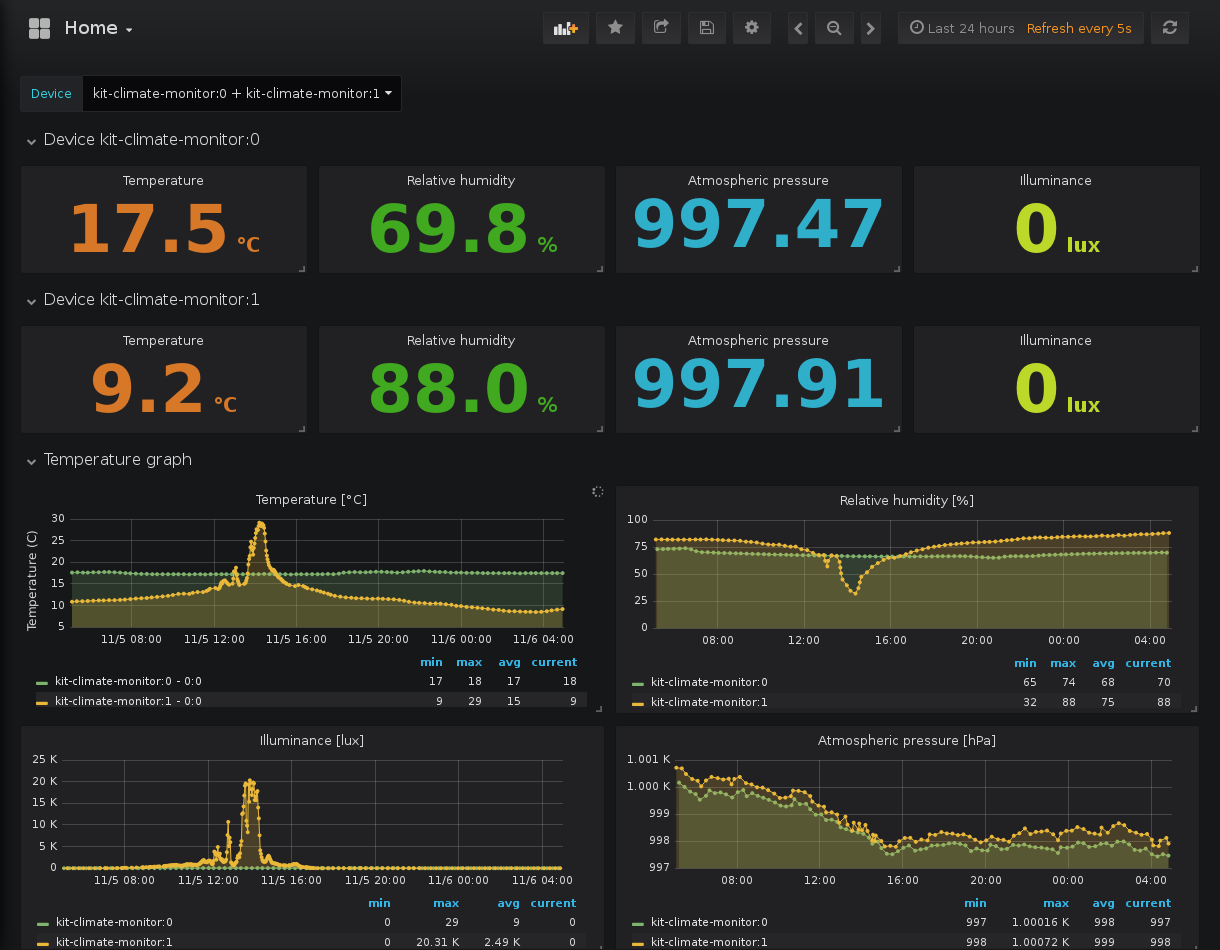 Home
Last 24 hours Refresh every 5s
Device kit-climate-monitor:0 + kit-climate-monitor:1
Device kit-climate-monitor:0
Temperature Relative humidity Atmospheric pressure Illuminance
17.5 °C 69.8 % 997.47 0 lux
Device kit-climate-monitor:1
Temperature Relative humidity Atmospheric pressure Illuminance
9.2 °C 88.0 % 997.91 0 lux
Temperature graph
Temperature [°C]
Temperature (C)
30
25
20
15
10
5
11/5 08:00 11/5 12:00 11/5 16:00 11/5 20:00 11/6 00:00 11/6 04:00
min max avg current
kit-climate-monitor:0 - 0:0 17 18 17 18
kit-climate-monitor:1 - 0:0 9 29 15 9
Relative humidity [%]
100
75
50
25
0
08:00 12:00 16:00 20:00 00:00 04:00
min max avg current
kit-climate-monitor:0 65 74 68 70
kit-climate-monitor:1 32 88 75 88
Illuminance [lux]
25 K
20 K
15 K
10 K
5 K
0
11/5 08:00 11/5 12:00 11/5 16:00 11/5 20:00 11/6 00:00 11/6 04:00
min max avg current
kit-climate-monitor:0 0 29 9 0
kit-climate-monitor:1 0 20.31 K 2.49 K 0
Atmospheric pressure [hPa]
1.001 K
1.000 K
999
998
997
08:00 12:00 16:00 20:00 00:00 04:00
min max avg current
kit-climate-monitor:0 997 1.00016 K 998 997
kit-climate-monitor:1 998 1.00072 K 999 998